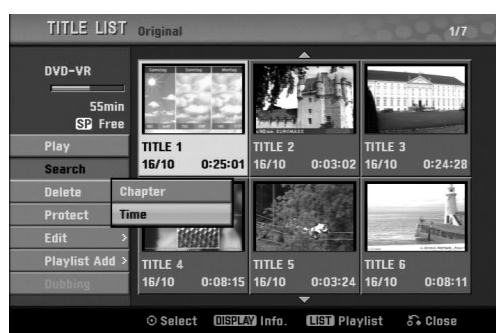 TITLE LIST Original 1/7
DVD-VR
55min
SP Free
Play
Search
Delete
Protect
Edit >
Playlist Add >
Dubbing
Chapter
Time
Samstag Sonntag Montag
TITLE 1
16/10 0:25:01
TITLE 2
16/10 0:03:02
TITLE 3
16/10 0:24:28
TITLE 4
16/10 0:08:15
TITLE 5
16/10 0:03:24
TITLE 6
16/10 0:08:11
Select DISPLAY Info. LIST Playlist Close